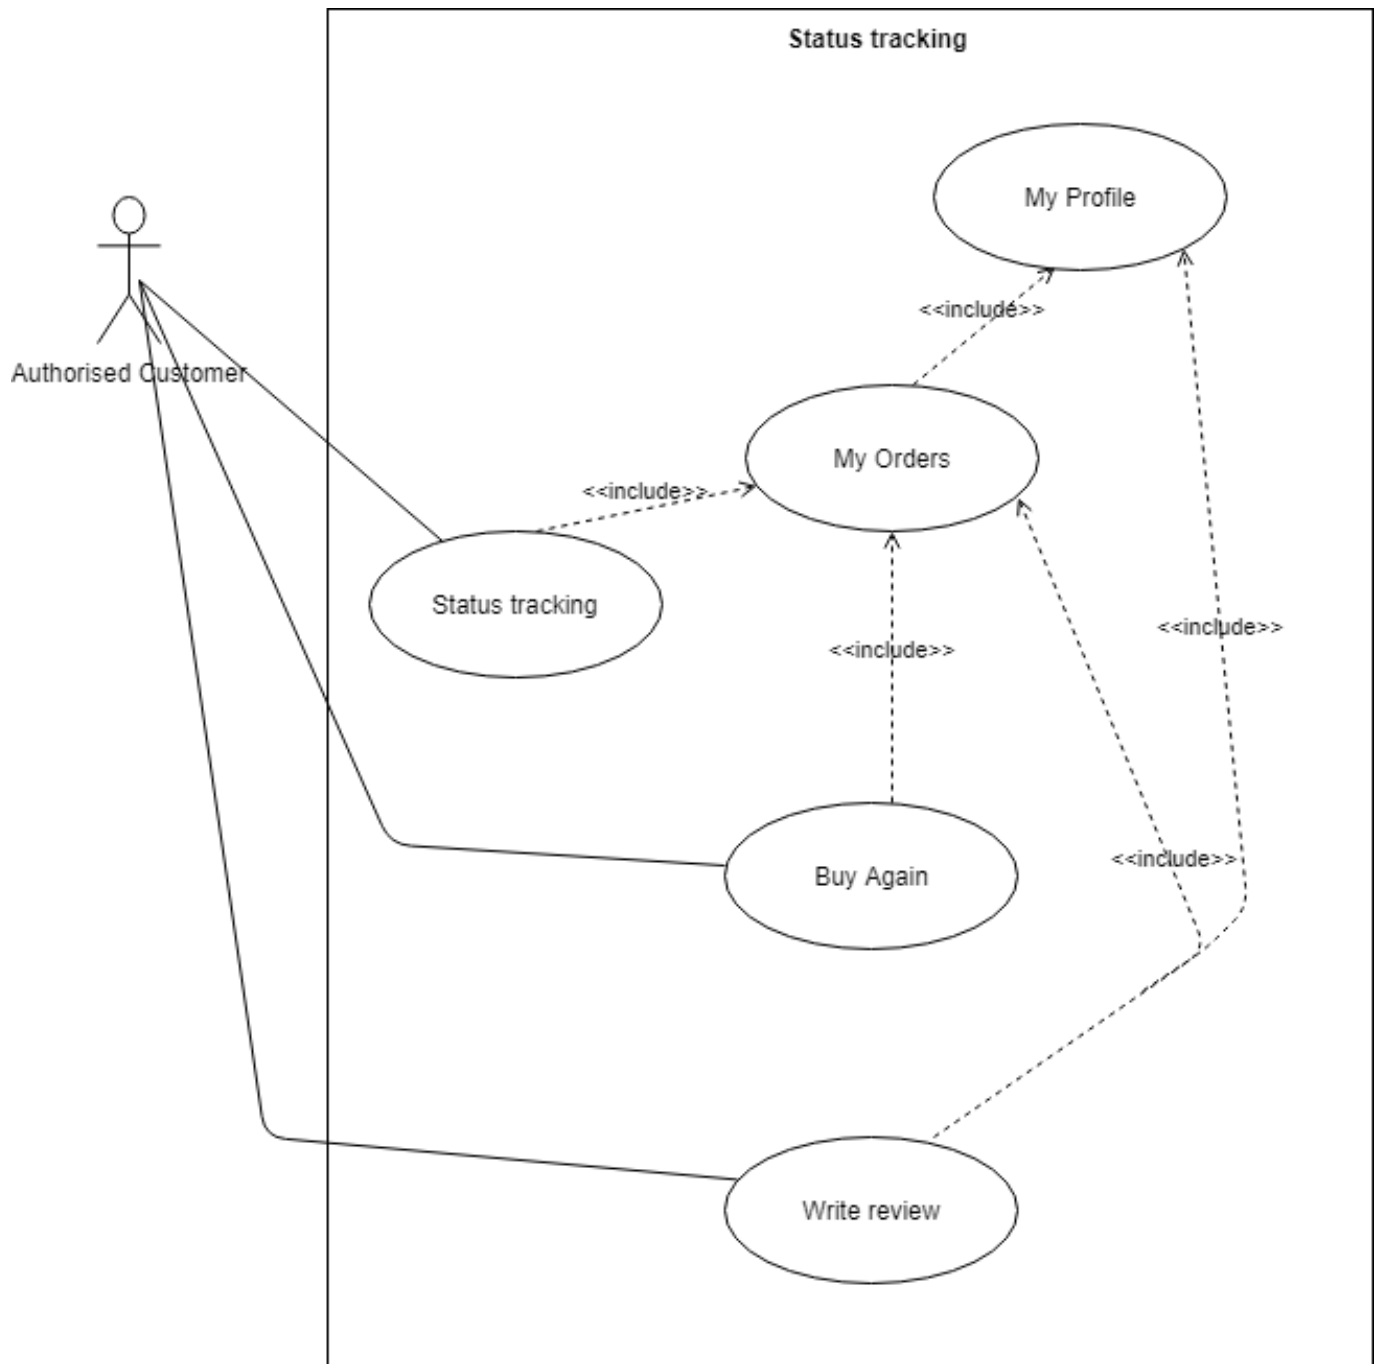 Status tracking
My Profile
<<include>>
Authorised Customer
My Orders
<<include>>
Status tracking
<<include>>
<<include>>
<<include>>
Buy Again
Write review